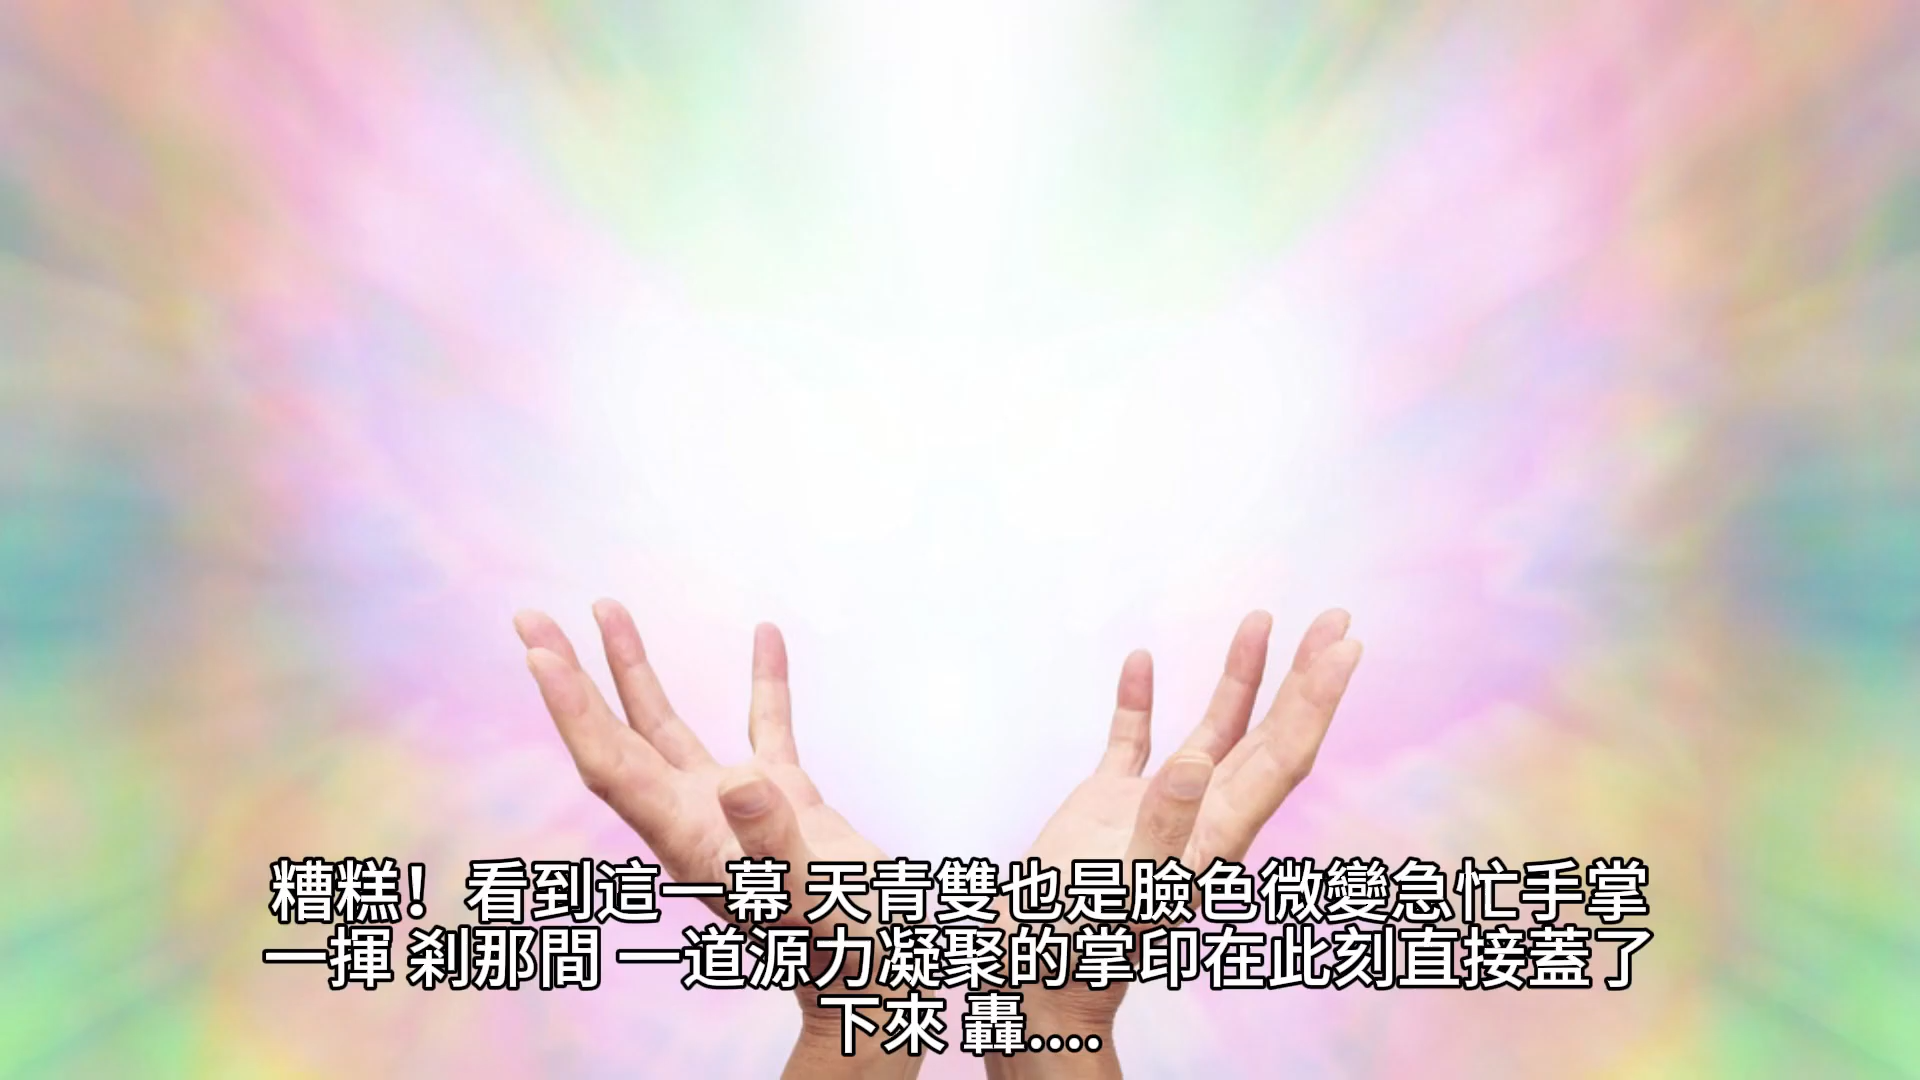 糟糕！看到這一幕 天青雙也是臉色微變急忙手掌
一揮 剎那間 一道源力凝聚的掌印在此刻直接蓋了
下來 轟....